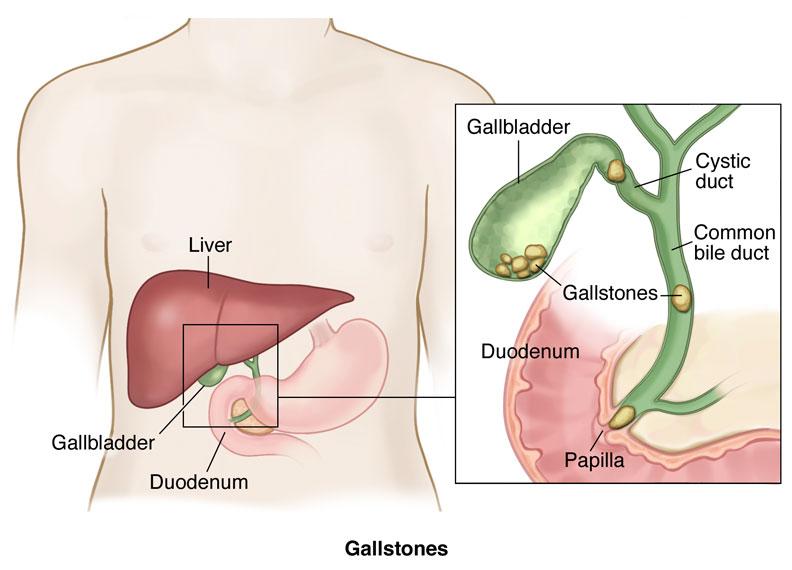 Liver
Gallbladder
Duodenum
Gallbladder
Cystic
duct
Common
bile duct
Gallstones
Duodenum
Papilla
Gallstones